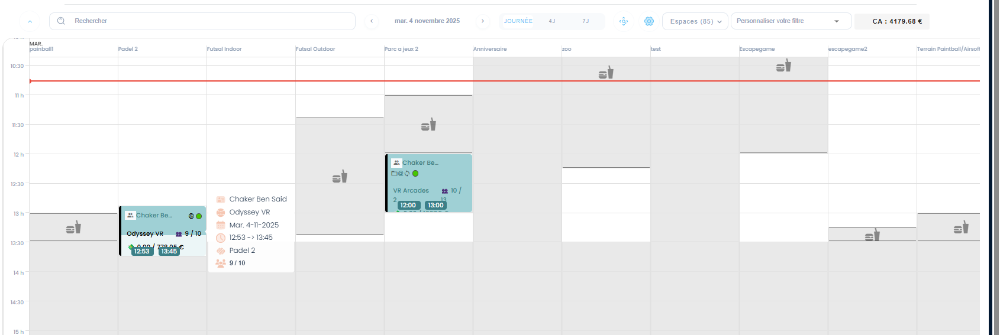 Rechercher
mar. 4 novembre 2025
JOURNÉE
4J
7J
Espaces (85)
Personnaliser votre filtre
CA : 4179.68 €
MAR.
painball1
Padel 2
Futsal Indoor
Futsal Outdoor
Parc a jeux 2
Anniversaire
zoo
test
Escapegame
escapegame2
Terrain Paintball/Airsoft
10:30
11 h
11:30
12 h
Chaker Be...
@
VR Arcades 2
10 / 13
12:00
13:00
12:30
Chaker Ben Said
Odyssey VR
Mar. 4-11-2025
12:53 -> 13:45
Padel 2
9 / 10
13 h
Chaker Be...
@
Odyssey VR
9 / 10
0.00 / 778.05 €
12:53
13:45
13:30
14 h
14:30
15 h